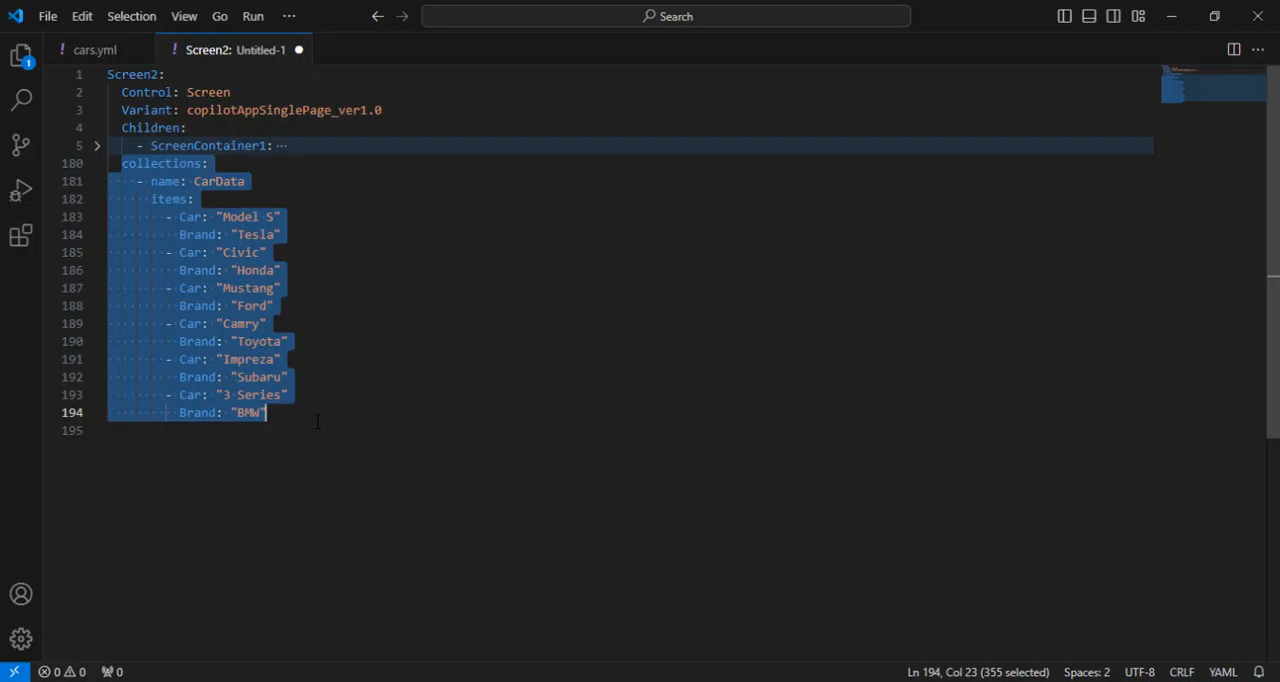 File Edit Selection View Go Run ··· Search
cars.yml Screen2: Untitled-1
1 Screen2:
2 Control: Screen
3 Variant: copilotAppSinglePage_ver1.0
4 Children:
5 - ScreenContainer1: ···
180 collections:
181 - name: CarData
182 items:
183 - Car: "Model S"
184 Brand: "Tesla"
185 - Car: "Civic"
186 Brand: "Honda"
187 - Car: "Mustang"
188 Brand: "Ford"
189 - Car: "Camry"
190 Brand: "Toyota"
191 - Car: "Impreza"
192 Brand: "Subaru"
193 - Car: "3 Series"
194 Brand: "BMW"
195
1
0 0 0 Ln 194, Col 23 (355 selected) Spaces: 2 UTF-8 CRLF YAML